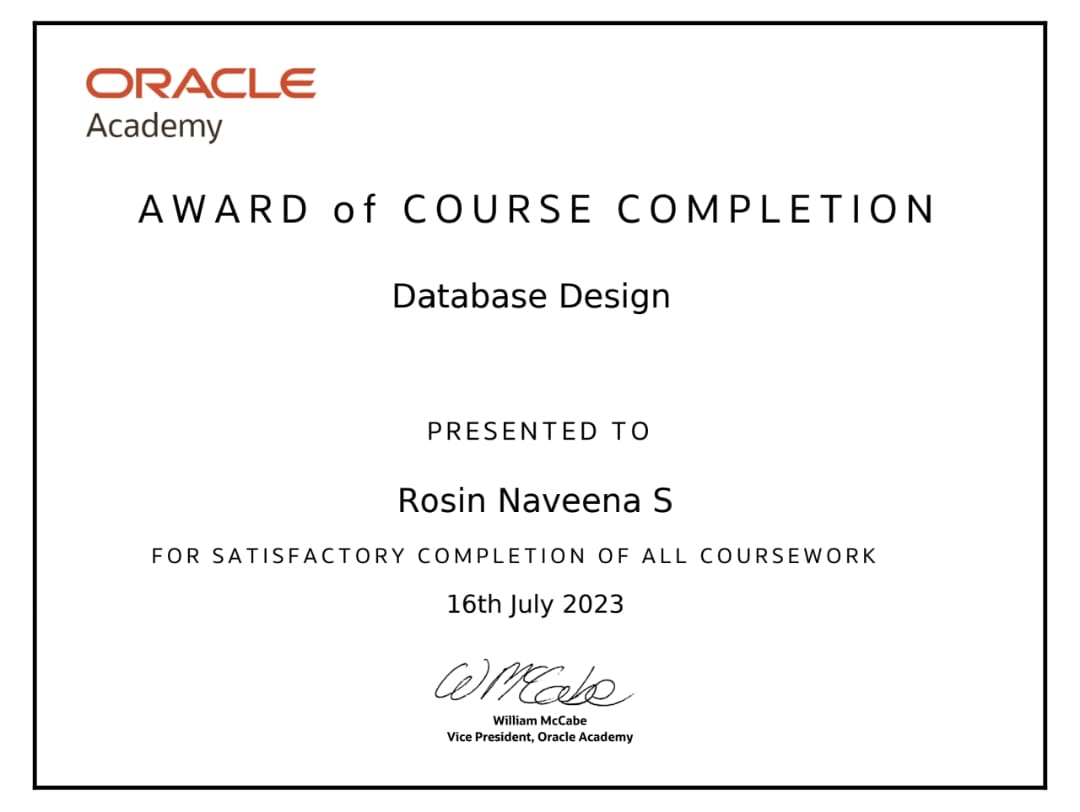 ORACLE
Academy
AWARD of COURSE COMPLETION
Database Design
PRESENTED TO
Rosin Naveena S
FOR SATISFACTORY COMPLETION OF ALL COURSEWORK
16th July 2023
W McCabe
William McCabe
Vice President, Oracle Academy